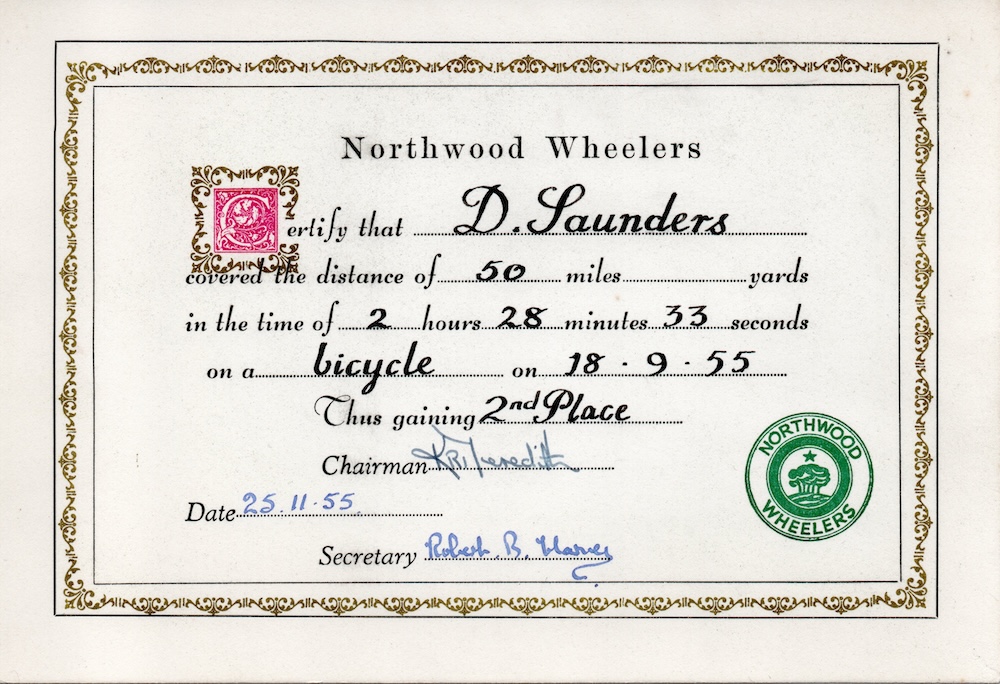 Northwood Wheelers
Certify that D. Saunders
covered the distance of 50 miles yards
in the time of 2 hours 28 minutes 33 seconds
on a bicycle on 18 · 9 · 55
Thus gaining 2nd Place
Chairman Meredith
Date 25.11.55.
Secretary Robert B.
NORTHWOOD
WHEELERS